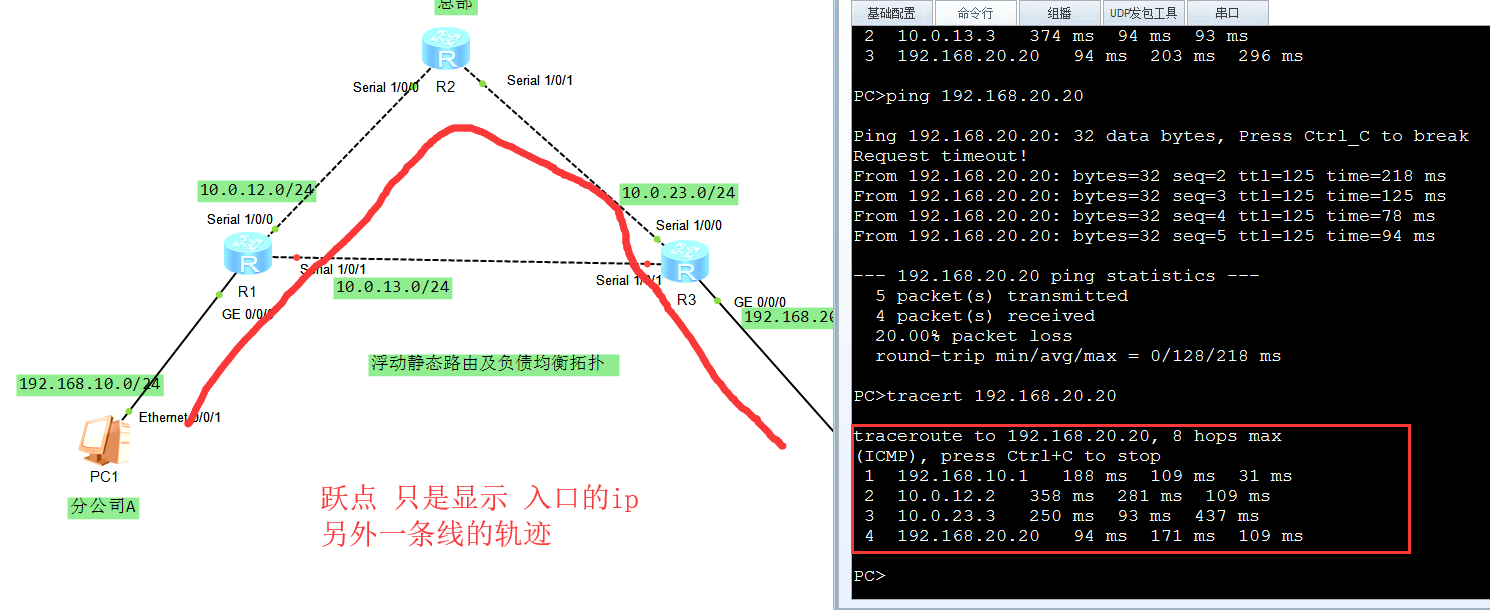 总部
R
R2
Serial 1/0/0
Serial 1/0/1
10.0.12.0/24
10.0.23.0/24
Serial 1/0/0
Serial 1/0/0
R
R
Serial 1/0/1
Serial 1/0/1
10.0.13.0/24
R1
R3
GE 0/0/0
GE 0/0/0
192.168.20
浮动静态路由及负债均衡拓扑
192.168.10.0/24
Ethernet 0/0/1
PC1
分公司A
跃点 只是显示 入口的ip
另外一条线的轨迹
基础配置 命令行 组播 UDP发包工具 串口
2 10.0.13.3 374 ms 94 ms 93 ms
3 192.168.20.20 94 ms 203 ms 296 ms
PC>ping 192.168.20.20
Ping 192.168.20.20: 32 data bytes, Press Ctrl_C to break
Request timeout!
From 192.168.20.20: bytes=32 seq=2 ttl=125 time=218 ms
From 192.168.20.20: bytes=32 seq=3 ttl=125 time=125 ms
From 192.168.20.20: bytes=32 seq=4 ttl=125 time=78 ms
From 192.168.20.20: bytes=32 seq=5 ttl=125 time=94 ms
--- 192.168.20.20 ping statistics ---
5 packet(s) transmitted
4 packet(s) received
20.00% packet loss
round-trip min/avg/max = 0/128/218 ms
PC>tracert 192.168.20.20
traceroute to 192.168.20.20, 8 hops max
(ICMP), press Ctrl+C to stop
1 192.168.10.1 188 ms 109 ms 31 ms
2 10.0.12.2 358 ms 281 ms 109 ms
3 10.0.23.3 250 ms 93 ms 437 ms
4 192.168.20.20 94 ms 171 ms 109 ms
PC>